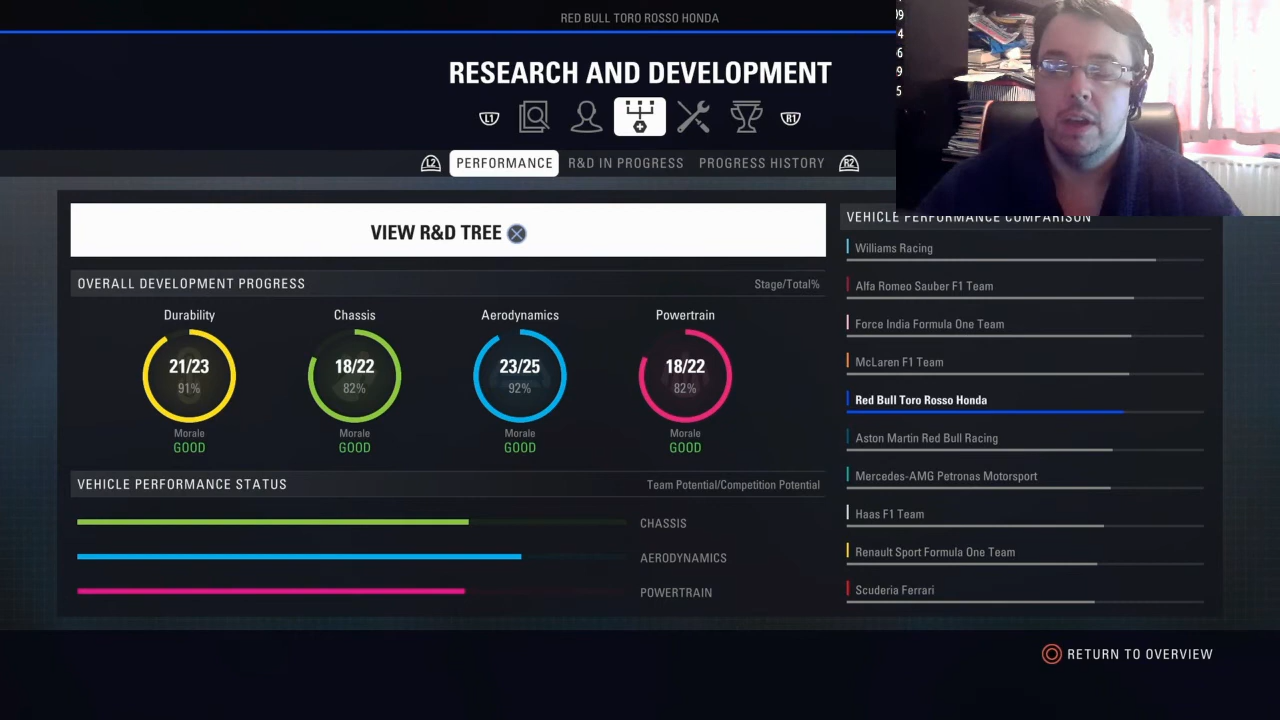 RED BULL TORO ROSSO HONDA
RESEARCH AND DEVELOPMENT
L1
R1
L2
PERFORMANCE
R&D IN PROGRESS
PROGRESS HISTORY
R2
09
4
6
9
5
VIEW R&D TREE
OVERALL DEVELOPMENT PROGRESS
Stage/Total%
Durability
Chassis
Aerodynamics
Powertrain
21/23
18/22
23/25
18/22
91%
82%
92%
82%
Morale
Morale
Morale
Morale
GOOD
GOOD
GOOD
GOOD
VEHICLE PERFORMANCE STATUS
Team Potential/Competition Potential
CHASSIS
AERODYNAMICS
POWERTRAIN
VEHICLE PERFORMANCE COMPARISON
Williams Racing
Alfa Romeo Sauber F1 Team
Force India Formula One Team
McLaren F1 Team
Red Bull Toro Rosso Honda
Aston Martin Red Bull Racing
Mercedes-AMG Petronas Motorsport
Haas F1 Team
Renault Sport Formula One Team
Scuderia Ferrari
RETURN TO OVERVIEW